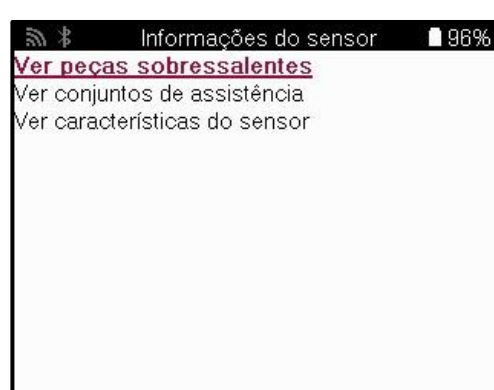 Informações do sensor 96%
Ver peças sobressalentes
Ver conjuntos de assistência
Ver características do sensor